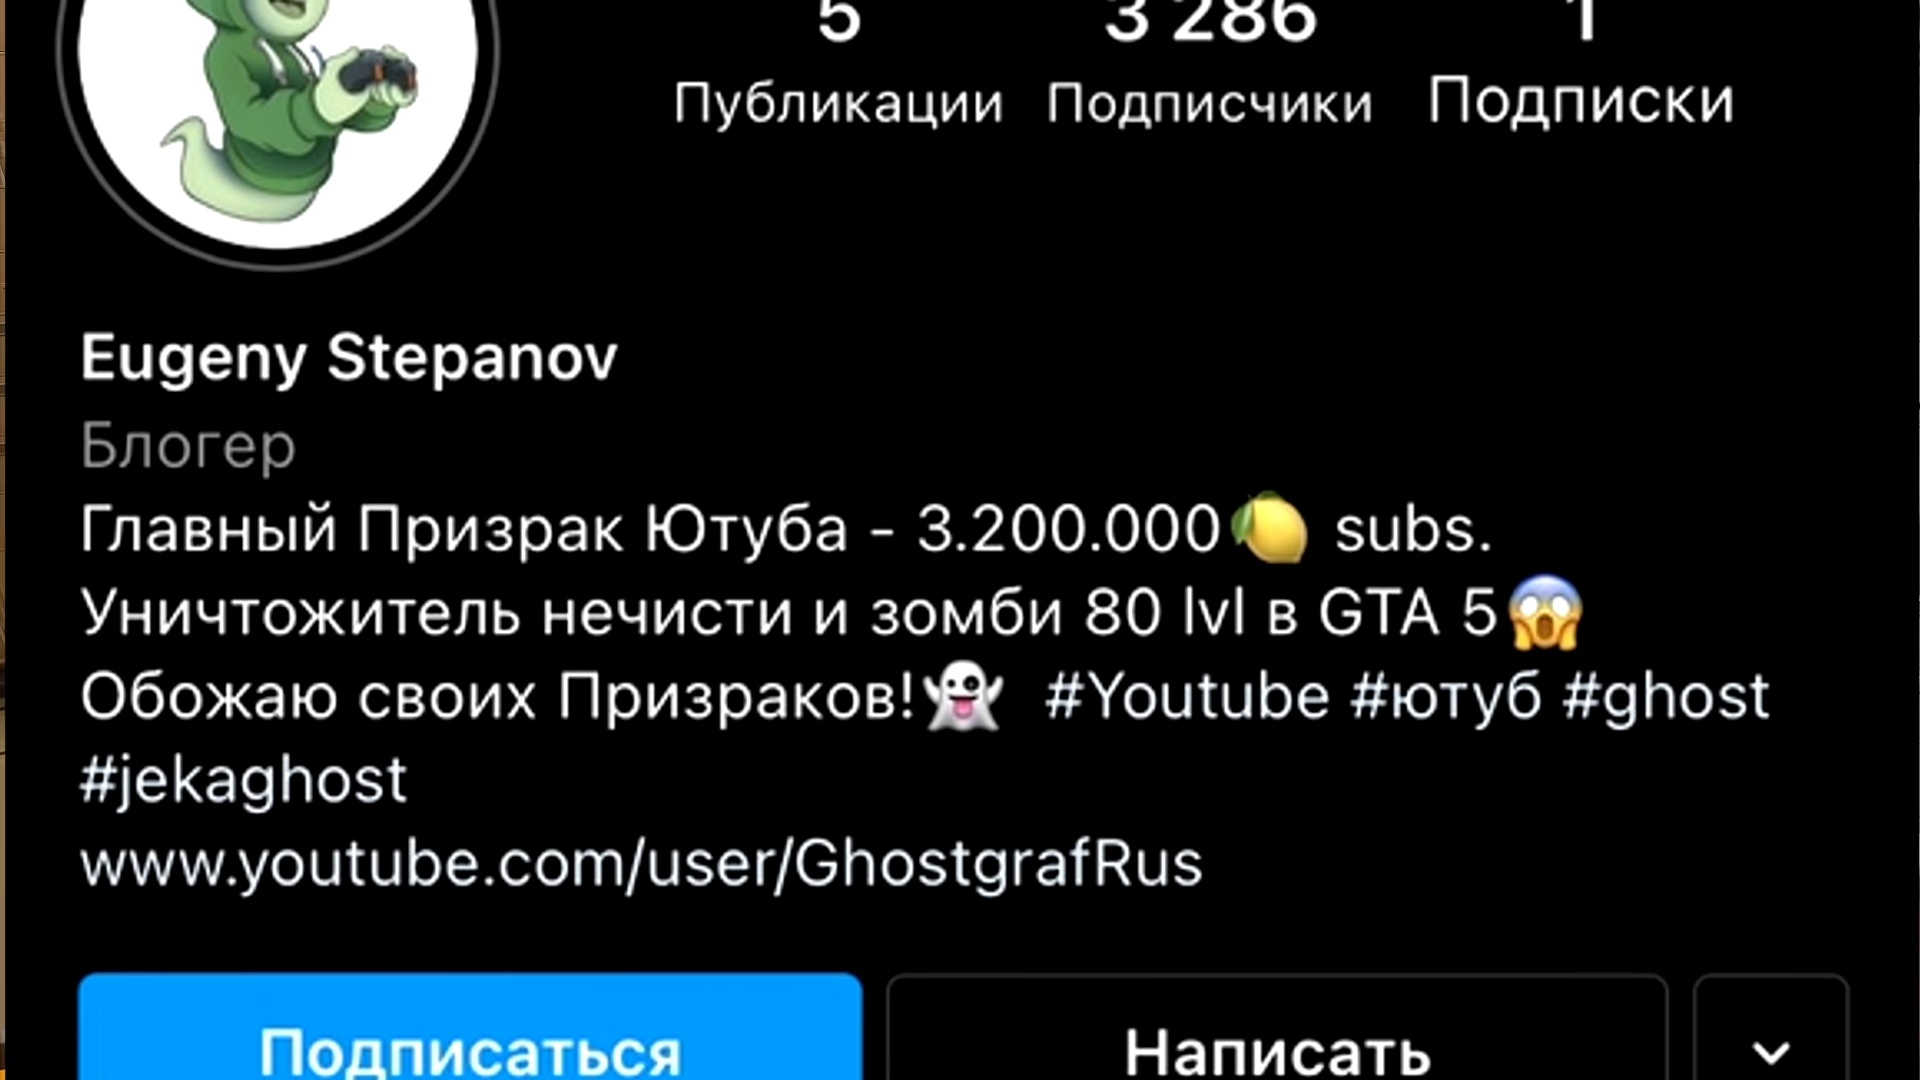 5 3 286 1
Публикации Подписчики Подписки
Eugeny Stepanov
Блогер
Главный Призрак Ютуба - 3.200.000🍋 subs.
Уничтожитель нечисти и зомби 80 lvl в GTA 5😱
Обожаю своих Призраков!👻 #Youtube #ютуб #ghost
#jekaghost
www.youtube.com/user/GhostgrafRus
Подписаться Написать